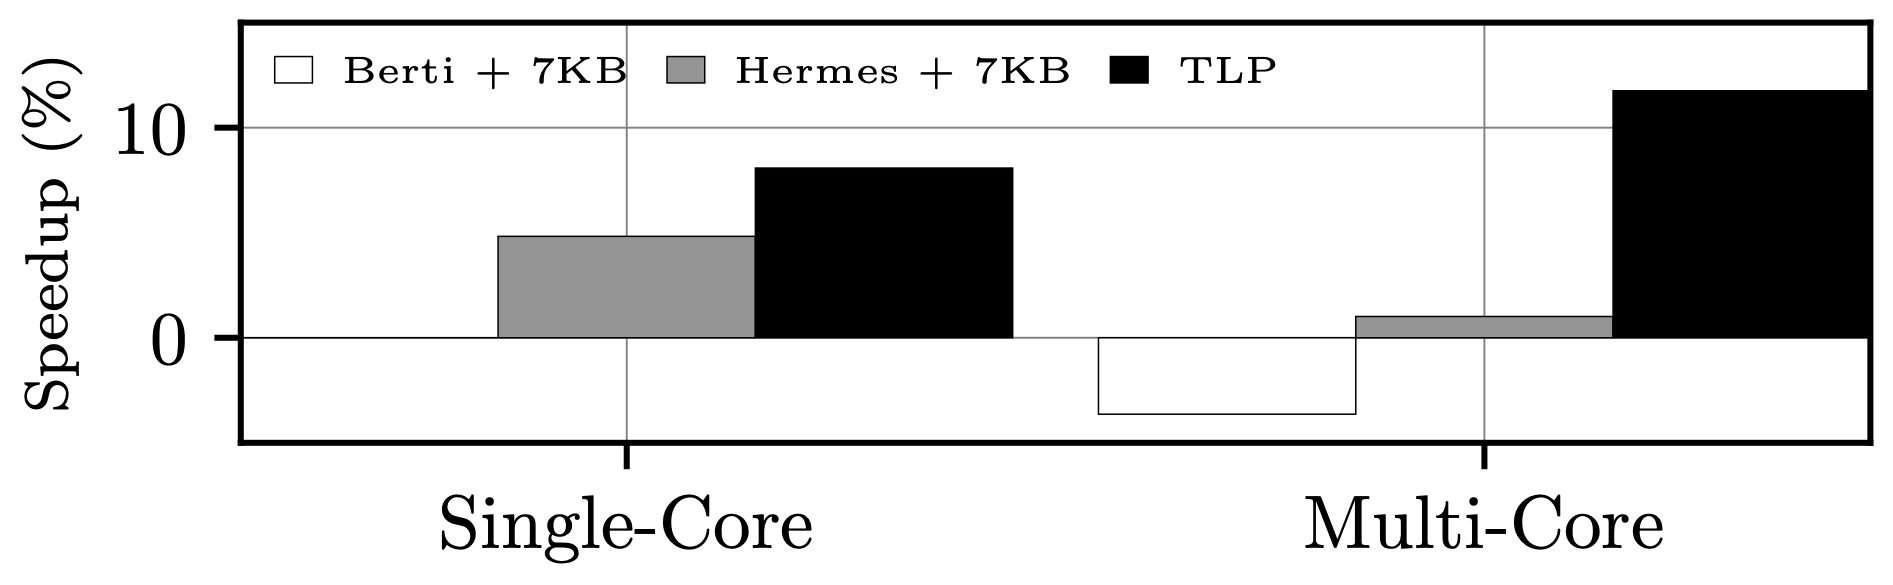 Speedup (%)
10
0
Berti + 7KB Hermes + 7KB TLP
Single-Core Multi-Core